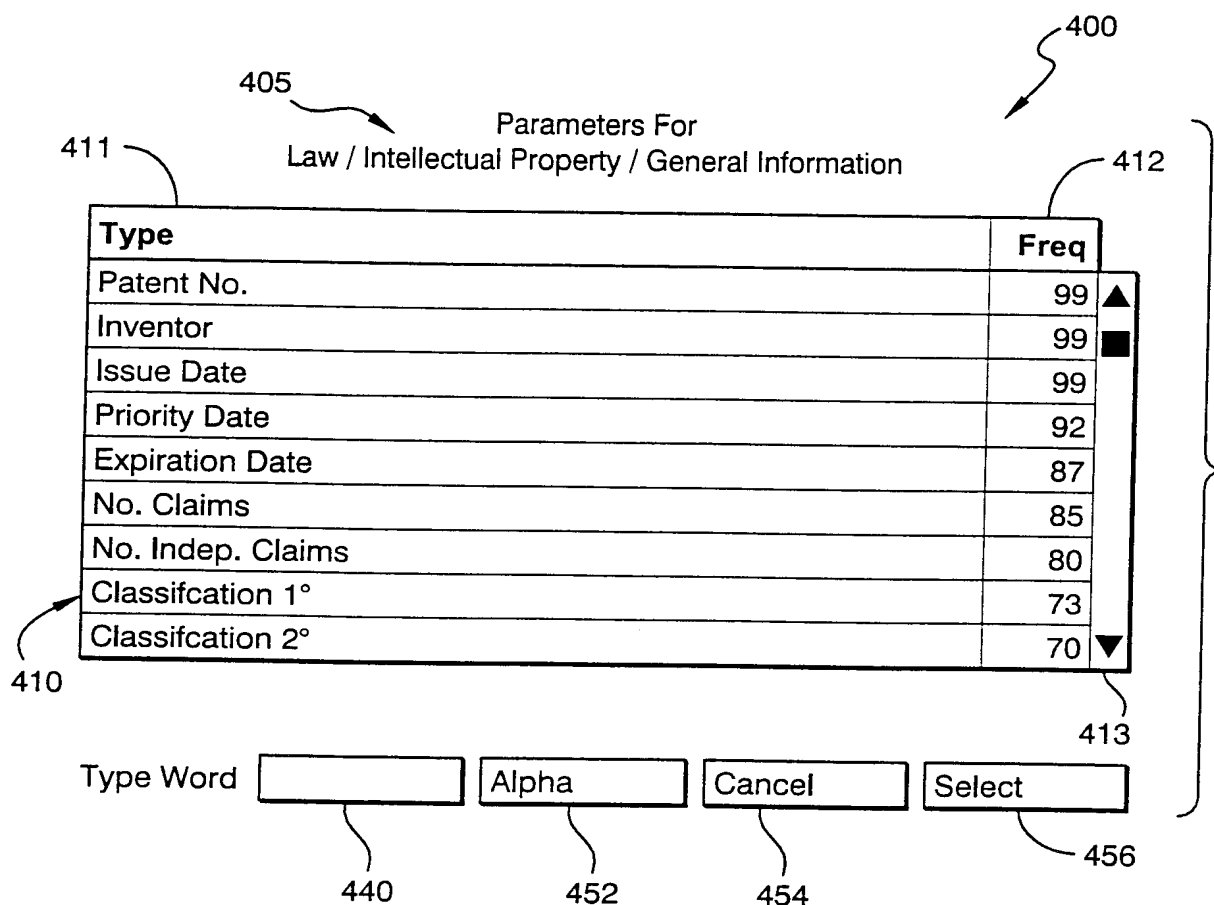 400
405
Parameters For
Law / Intellectual Property / General Information
411
412
Type Freq
Patent No. 99
Inventor 99
Issue Date 99
Priority Date 92
Expiration Date 87
No. Claims 85
No. Indep. Claims 80
Classifcation 1° 73
Classifcation 2° 70
410
413
Type Word Alpha Cancel Select
440 452 454 456